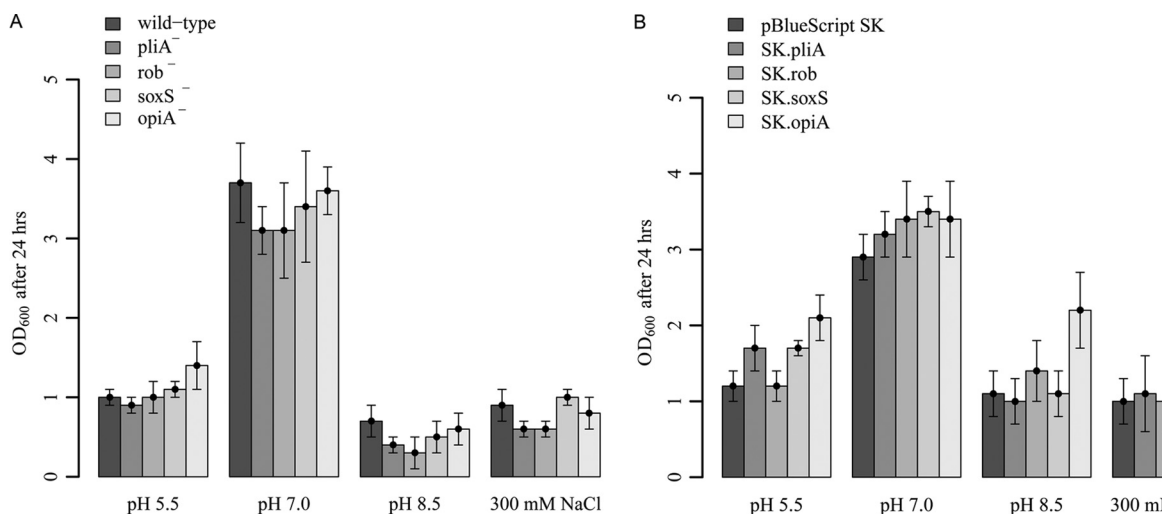 A
wild-type
pliA⁻
rob⁻
soxS⁻
opiA⁻
OD₆₀₀ after 24 hrs
5
4
3
2
1
0
pH 5.5 pH 7.0 pH 8.5 300 mM NaCl
B
pBlueScript SK
SK.pliA
SK.rob
SK.soxS
SK.opiA
OD₆₀₀ after 24 hrs
5
4
3
2
1
0
pH 5.5 pH 7.0 pH 8.5 300 m